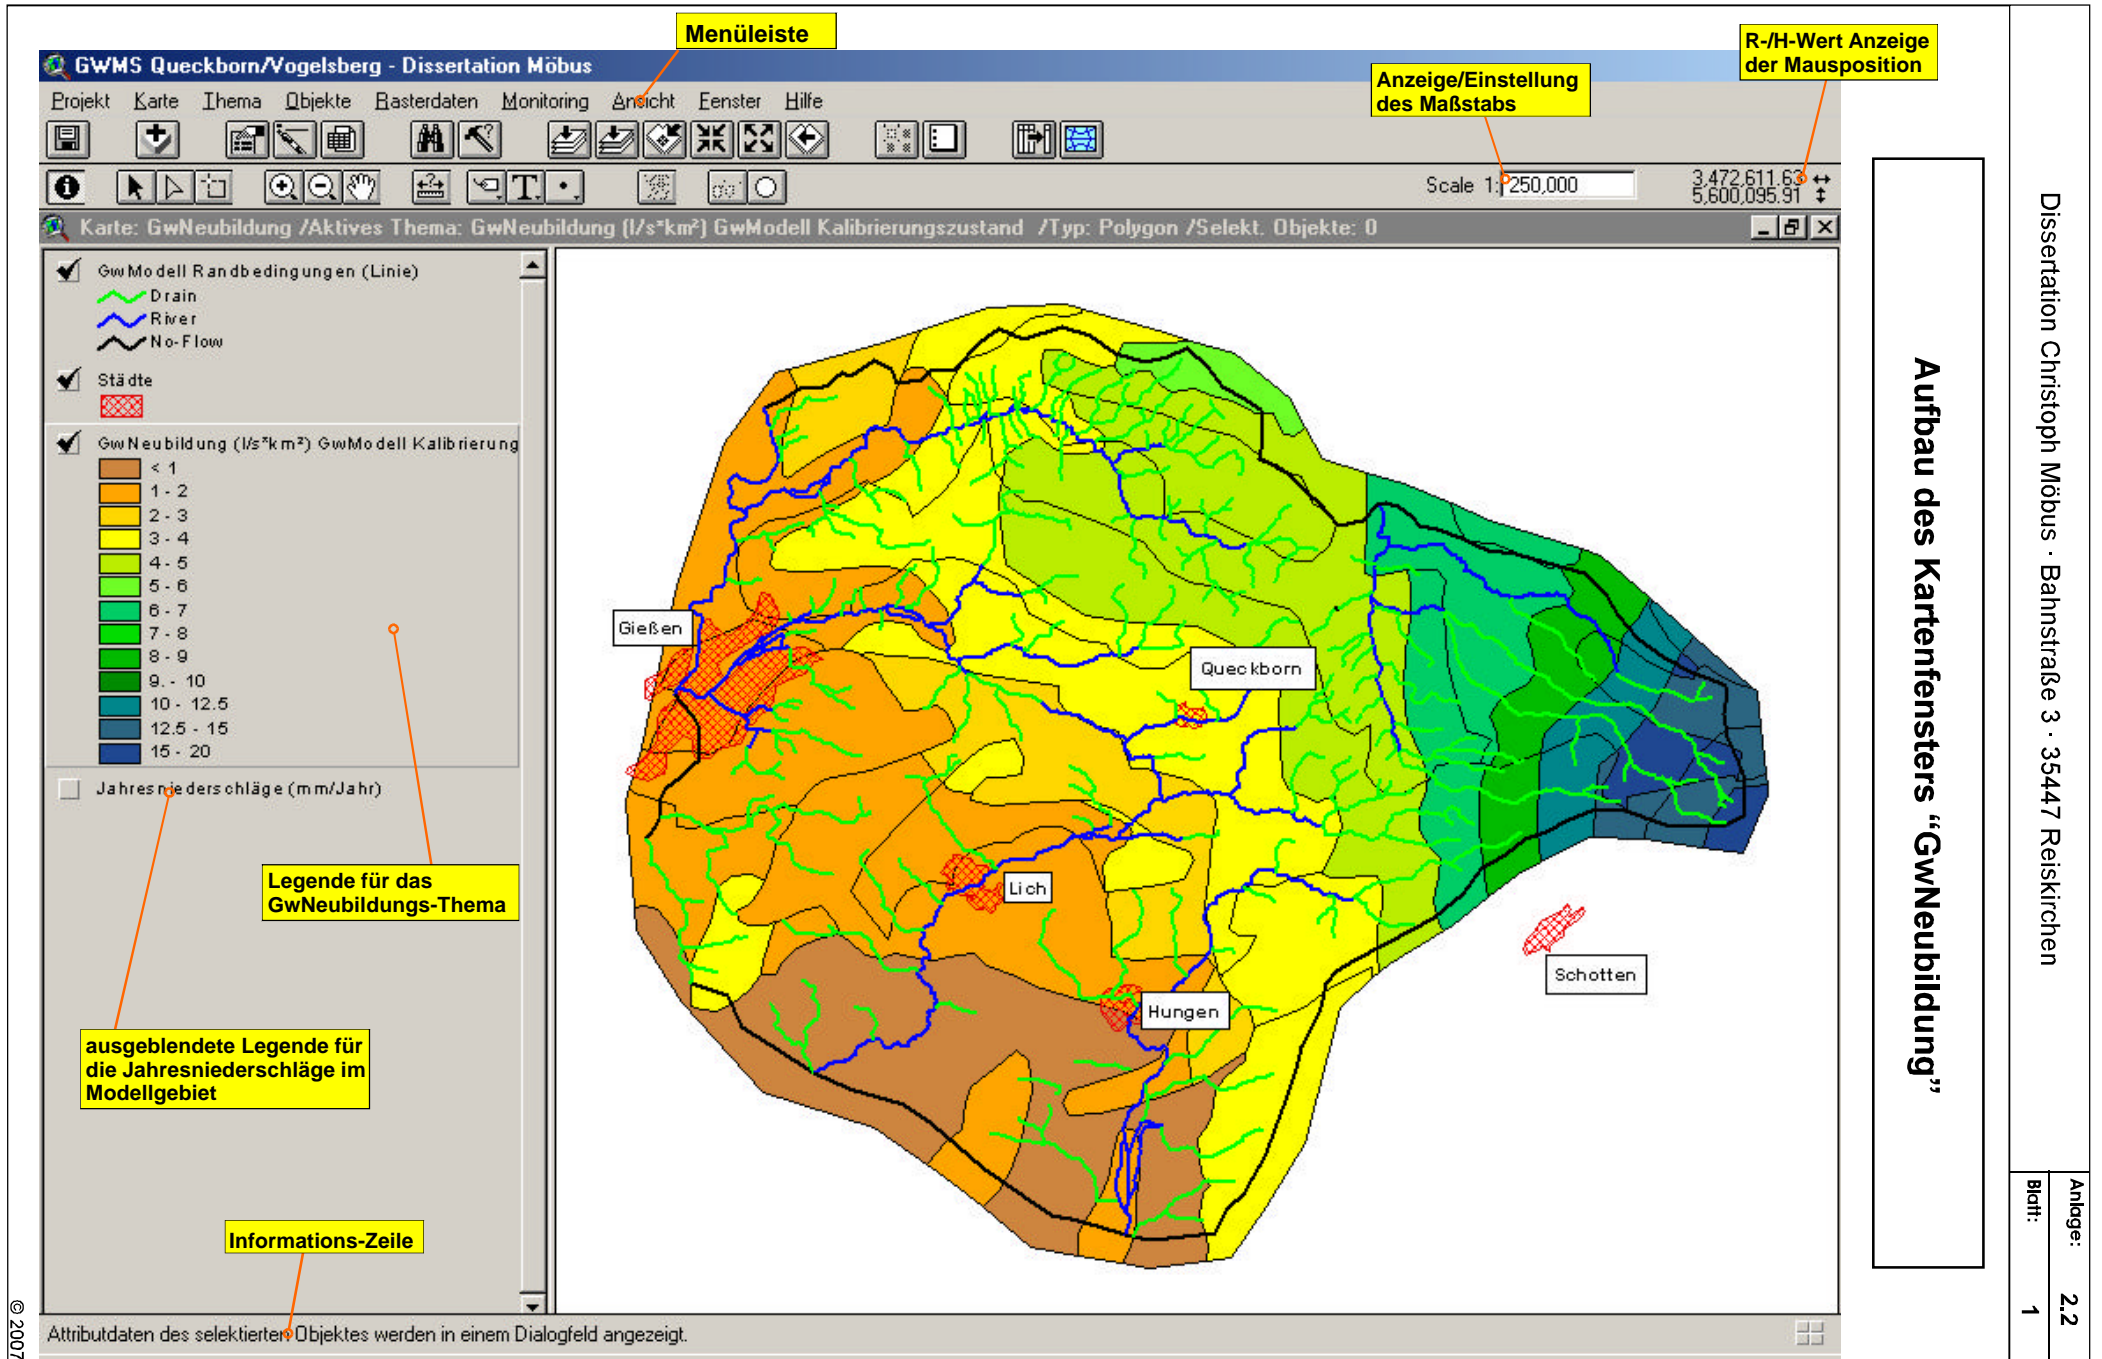 Menüleiste
R-/H-Wert Anzeige
der Mausposition
Anzeige/Einstellung
des Maßstabs
GWMS Queckborn/Vogelsberg - Dissertation Möbus
Projekt Karte Thema Objekte Rasterdaten Monitoring Ansicht Fenster Hilfe
Scale 1: 250,000
3,472,611.63
5,600,095.91
Karte: GwNeubildung /Aktives Thema: GwNeubildung (l/s*km²) GwModell Kalibrierungszustand /Typ: Polygon /Selekt. Objekte: 0
GwModell Randbedingungen (Linie)
Drain
River
No-Flow
Städte
GwNeubildung (l/s*km²) GwModell Kalibrierung
< 1
1 - 2
2 - 3
3 - 4
4 - 5
5 - 6
6 - 7
7 - 8
8 - 9
9. - 10
10 - 12.5
12.5 - 15
15 - 20
Jahresniederschläge (mm/Jahr)
Legende für das
GwNeubildungs-Thema
ausgeblendete Legende für
die Jahresniederschläge im
Modellgebiet
Informations-Zeile
Attributdaten des selektierten Objektes werden in einem Dialogfeld angezeigt.
Gießen
Queckborn
Lich
Hungen
Schotten
Aufbau des Kartenfensters “GwNeubildung”
Dissertation Christoph Möbus · Bahnstraße 3 · 35447 Reiskirchen
Anlage: 2.2
Blatt: 1
© 2007